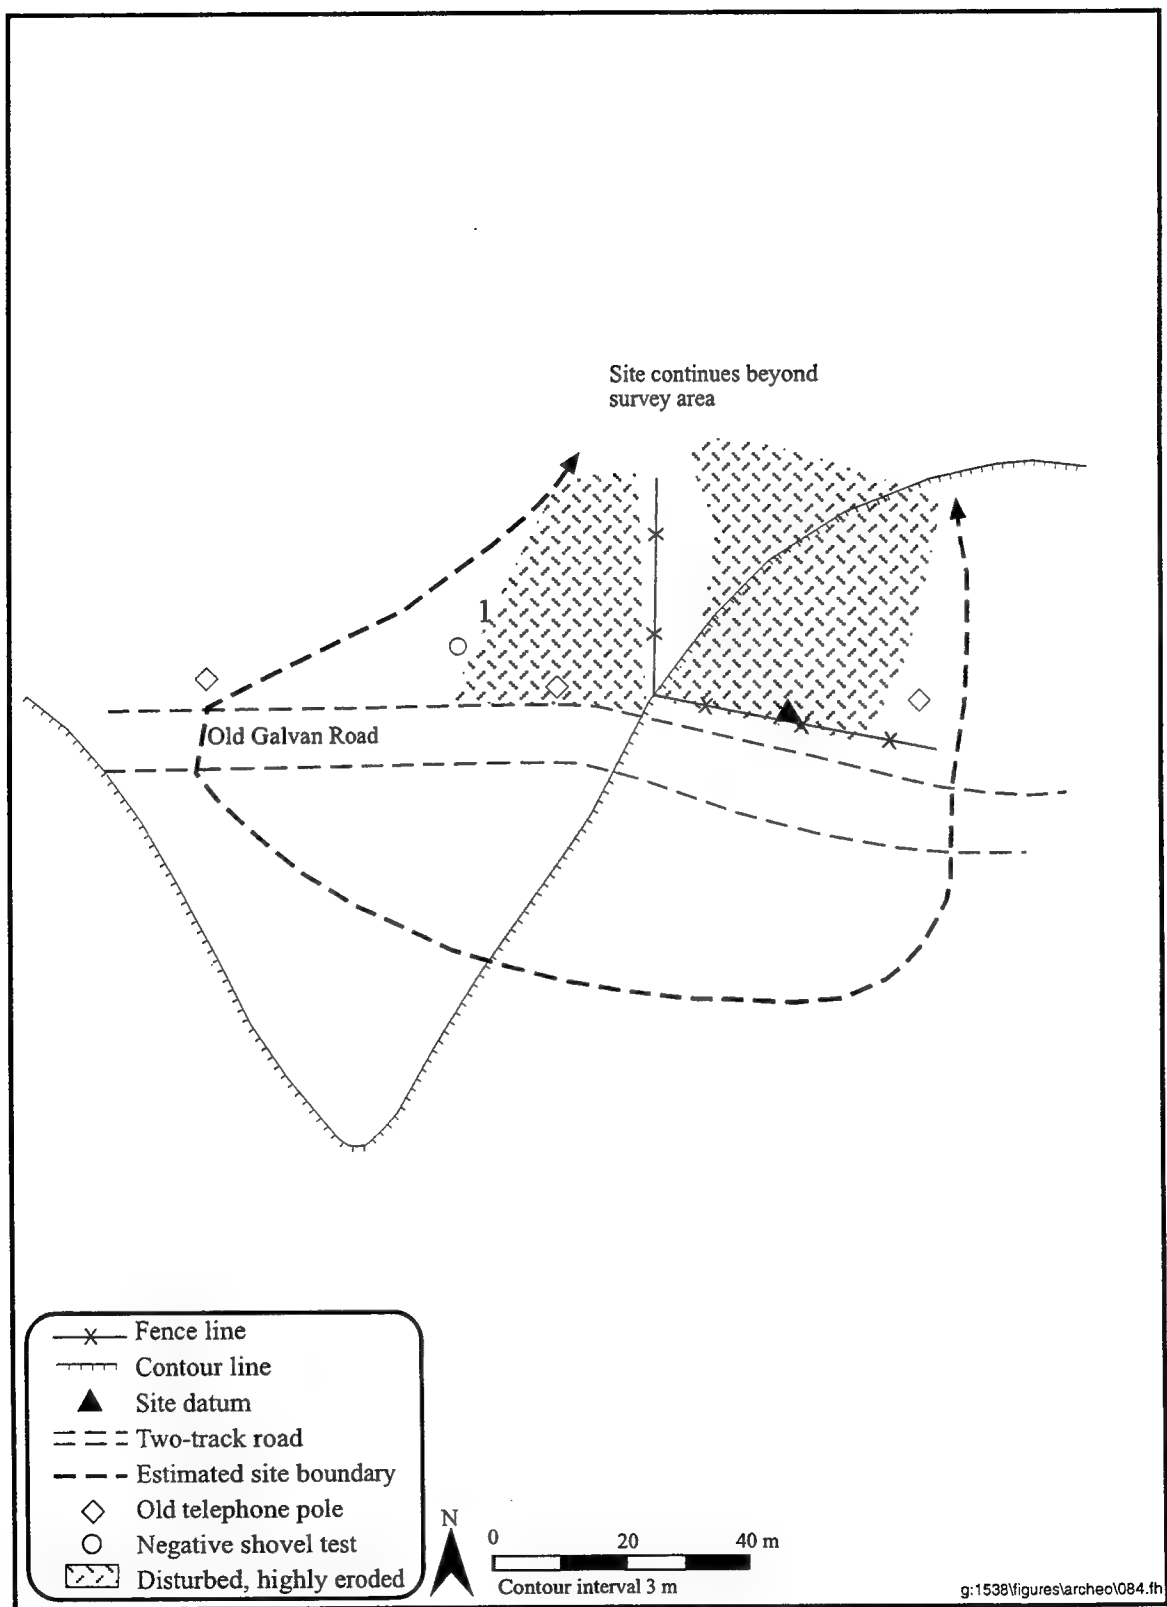 Site continues beyond
survey area
1
Old Galvan Road
Fence line
Contour line
Site datum
Two-track road
Estimated site boundary
Old telephone pole
Negative shovel test
Disturbed, highly eroded
N
0 20 40 m
Contour interval 3 m
g:1538\figures\archeo\084.fh